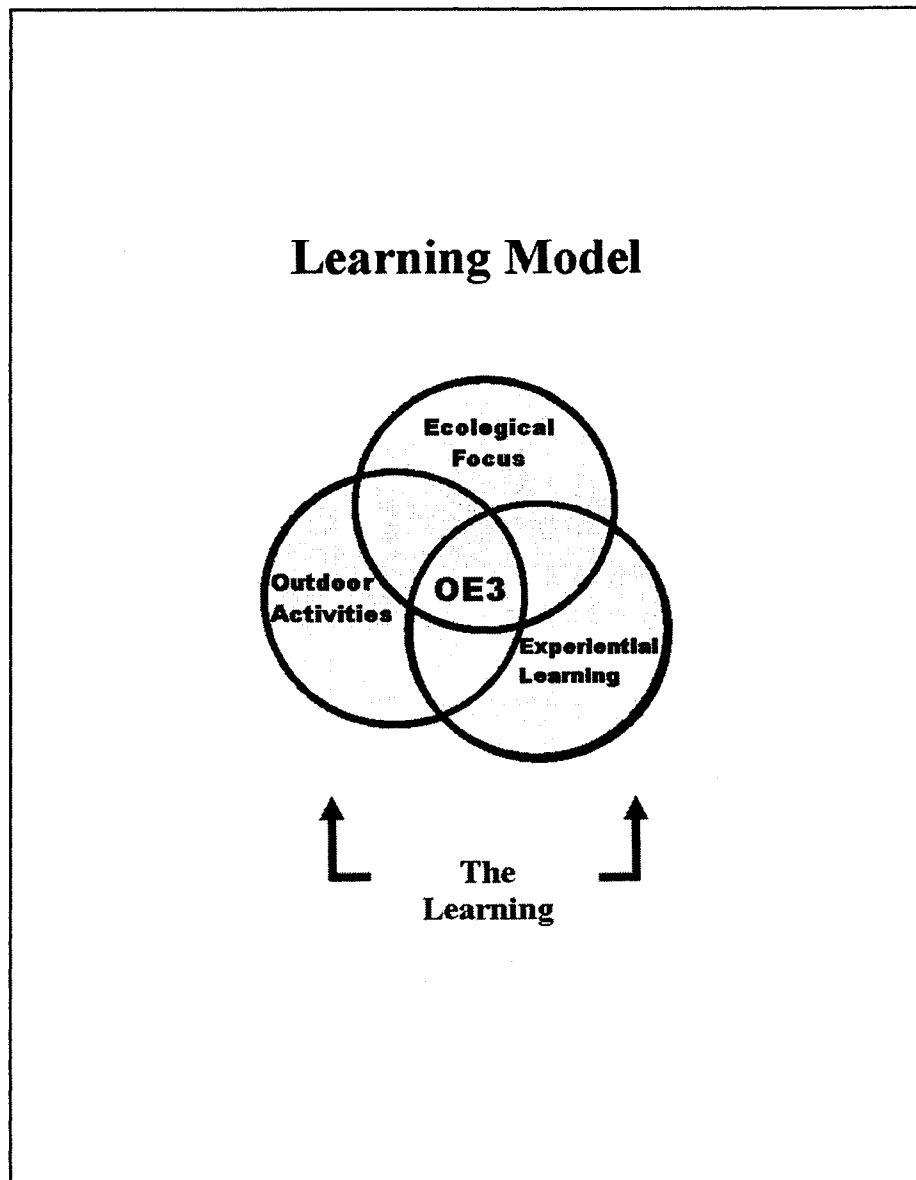 Learning Model
Ecological
Focus
Outdoor
Activities
OE3
Experiential
Learning
The
Learning